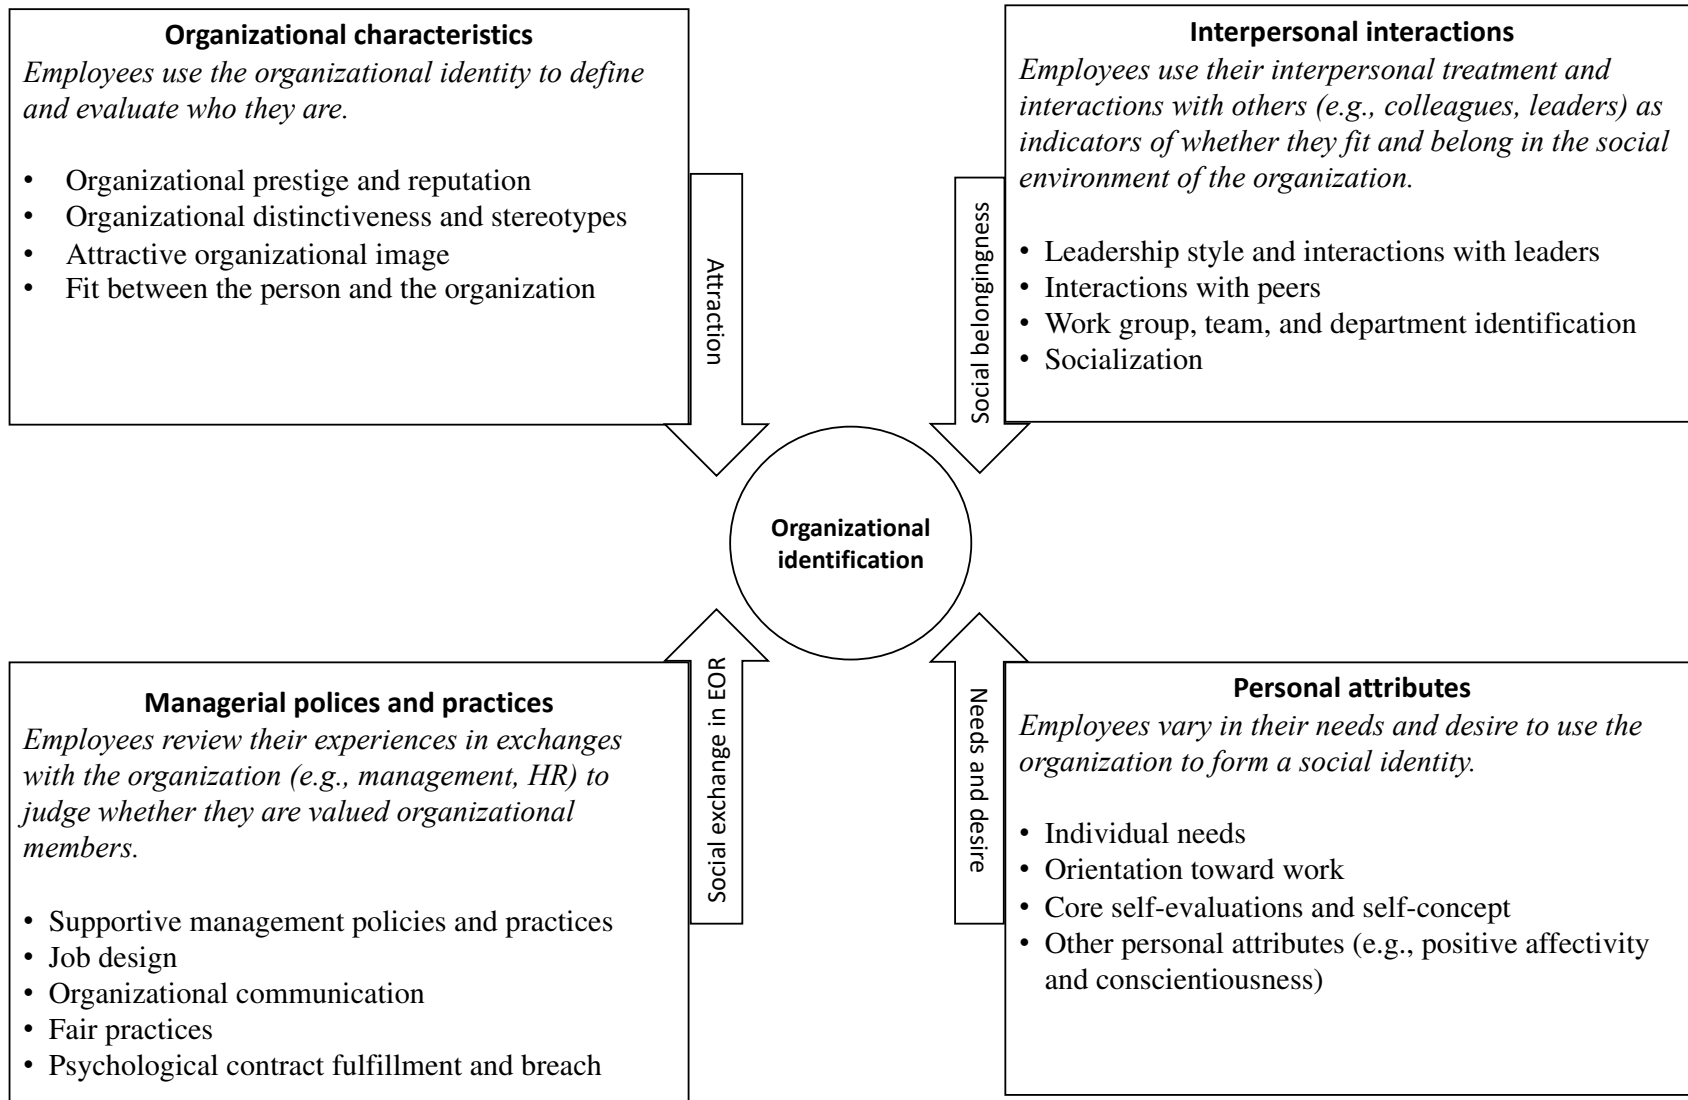 Organizational characteristics
Employees use the organizational identity to define
and evaluate who they are.
• Organizational prestige and reputation
• Organizational distinctiveness and stereotypes
• Attractive organizational image
• Fit between the person and the organization
Attraction
Interpersonal interactions
Employees use their interpersonal treatment and
interactions with others (e.g., colleagues, leaders) as
indicators of whether they fit and belong in the social
environment of the organization.
• Leadership style and interactions with leaders
• Interactions with peers
• Work group, team, and department identification
• Socialization
Social belongingness
Organizational
identification
Managerial polices and practices
Employees review their experiences in exchanges
with the organization (e.g., management, HR) to
judge whether they are valued organizational
members.
• Supportive management policies and practices
• Job design
• Organizational communication
• Fair practices
• Psychological contract fulfillment and breach
Social exchange in EOR
Needs and desire
Personal attributes
Employees vary in their needs and desire to use the
organization to form a social identity.
• Individual needs
• Orientation toward work
• Core self-evaluations and self-concept
• Other personal attributes (e.g., positive affectivity
and conscientiousness)